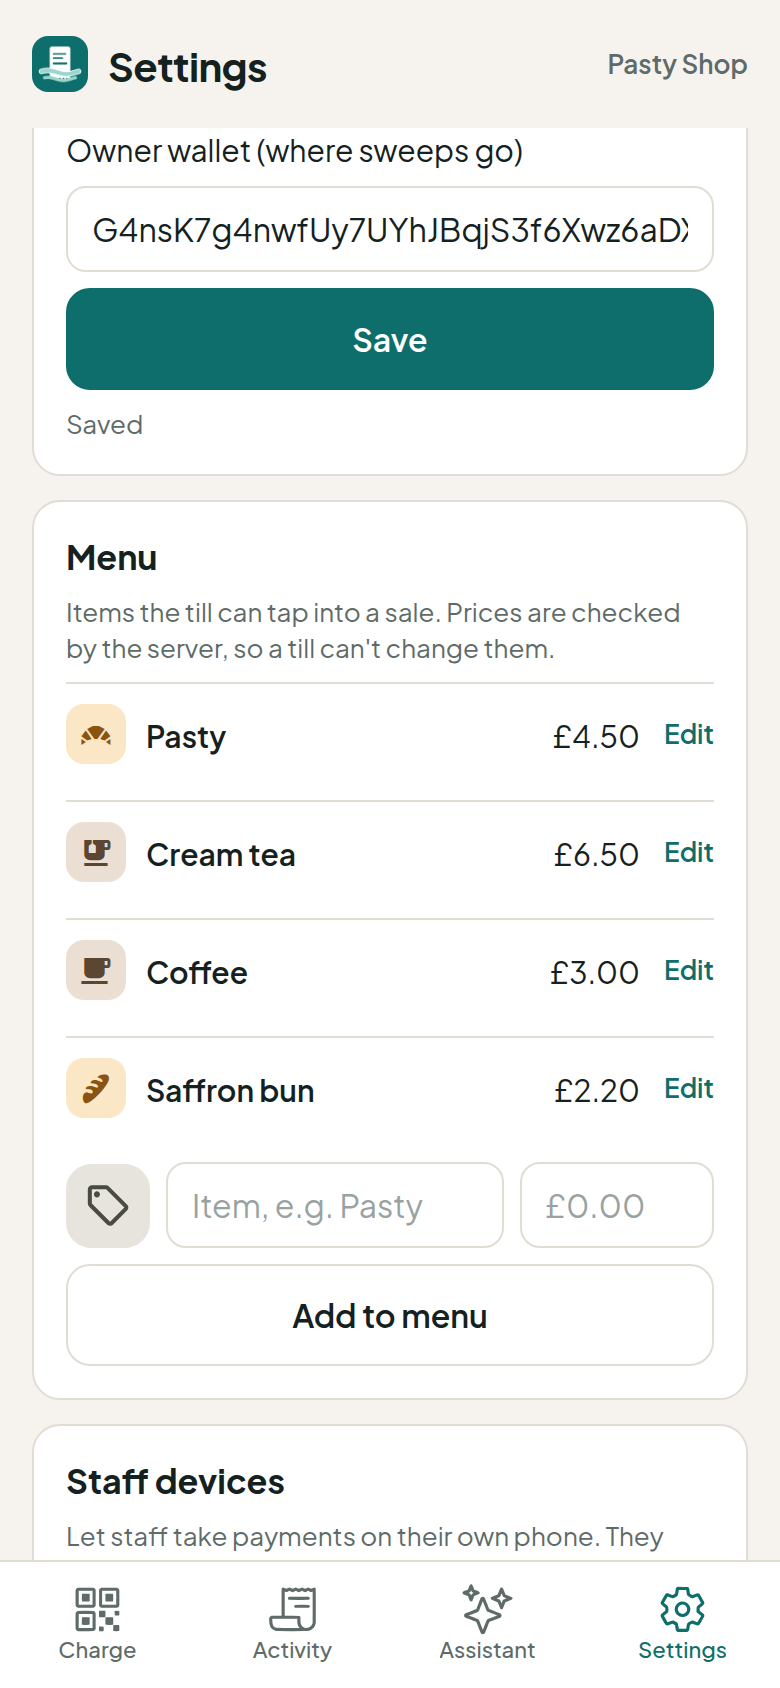 Settings
Pasty Shop
Owner wallet (where sweeps go)
G4nsK7g4nwfUy7UYhJBqjS3f6Xwz6aDX
Save
Saved
Menu
Items the till can tap into a sale. Prices are checked
by the server, so a till can't change them.
Pasty £4.50 Edit
Cream tea £6.50 Edit
Coffee £3.00 Edit
Saffron bun £2.20 Edit
Item, e.g. Pasty £0.00
Add to menu
Staff devices
Let staff take payments on their own phone. They
Charge Activity Assistant Settings